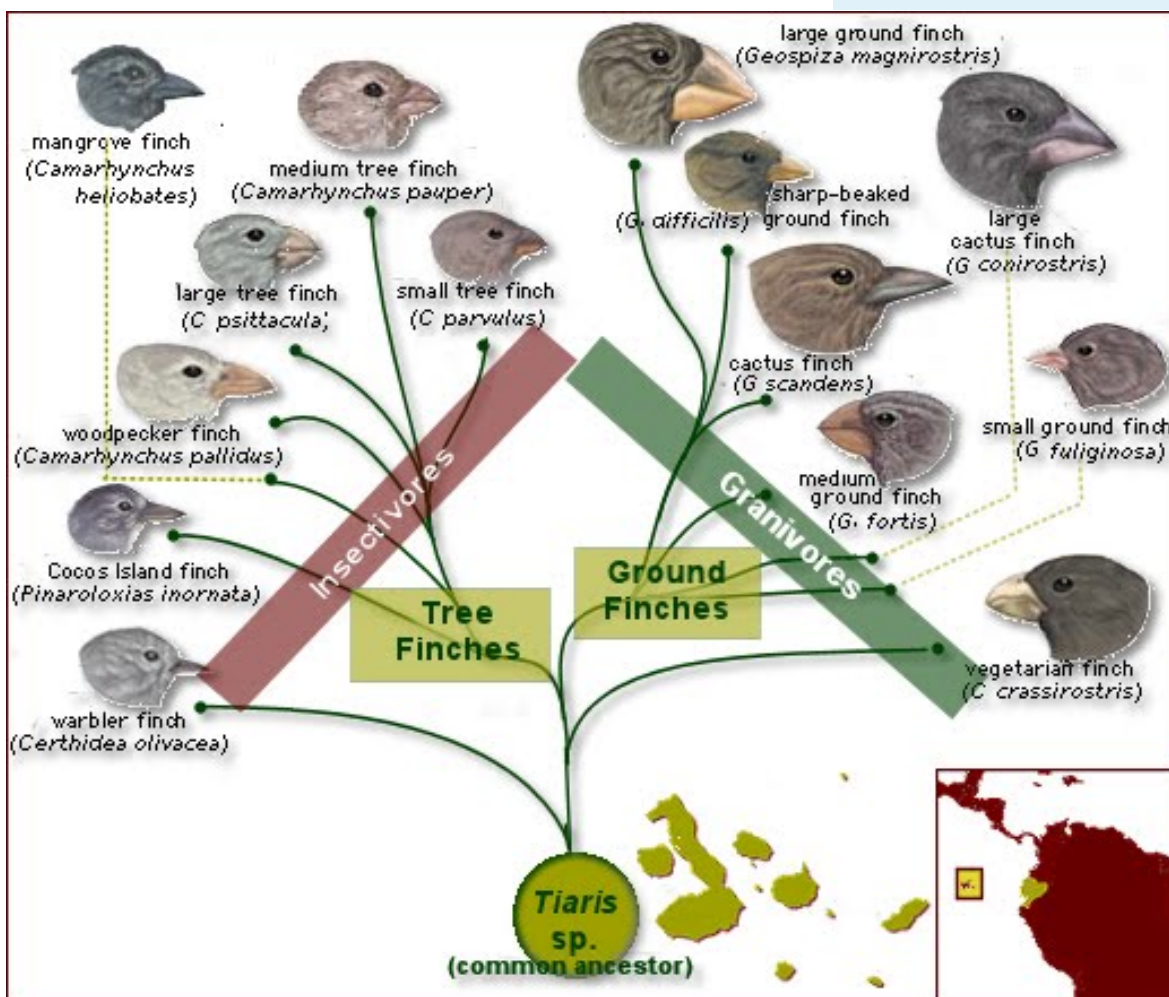 large ground finch
(Geospiza magnirostris)
mangrove finch
(Camarhynchus
heliobates)
medium tree finch
(Camarhynchus pauper)
sharp-beaked
ground finch
(G. difficilis)
large
cactus finch
(G conirostris)
large tree finch
(C psittacula)
small tree finch
(C parvulus)
cactus finch
(G scandens)
woodpecker finch
(Camarhynchus pallidus)
small ground finch
(G fuliginosa)
medium
ground finch
(G. fortis)
Insectivores
Granivores
Cocos Island finch
(Pinaroloxias inornata)
Tree
Finches
Ground
Finches
vegetarian finch
(C crassirostris)
warbler finch
(Certhidea olivacea)
Tiaris
sp.
(common ancestor)